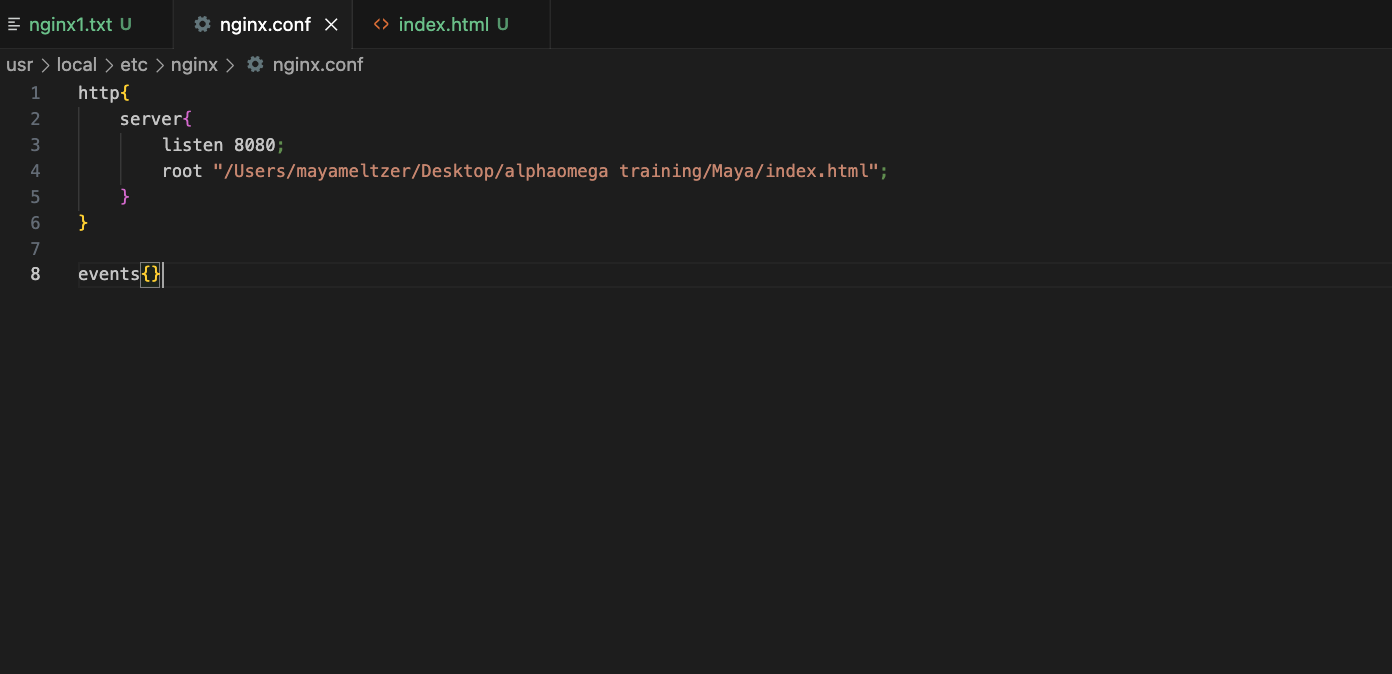 nginx1.txt U nginx.conf index.html U
usr > local > etc > nginx > nginx.conf
1 http{
2 server{
3 listen 8080;
4 root "/Users/mayameltzer/Desktop/alphaomega training/Maya/index.html";
5 }
6 }
7
8 events{}